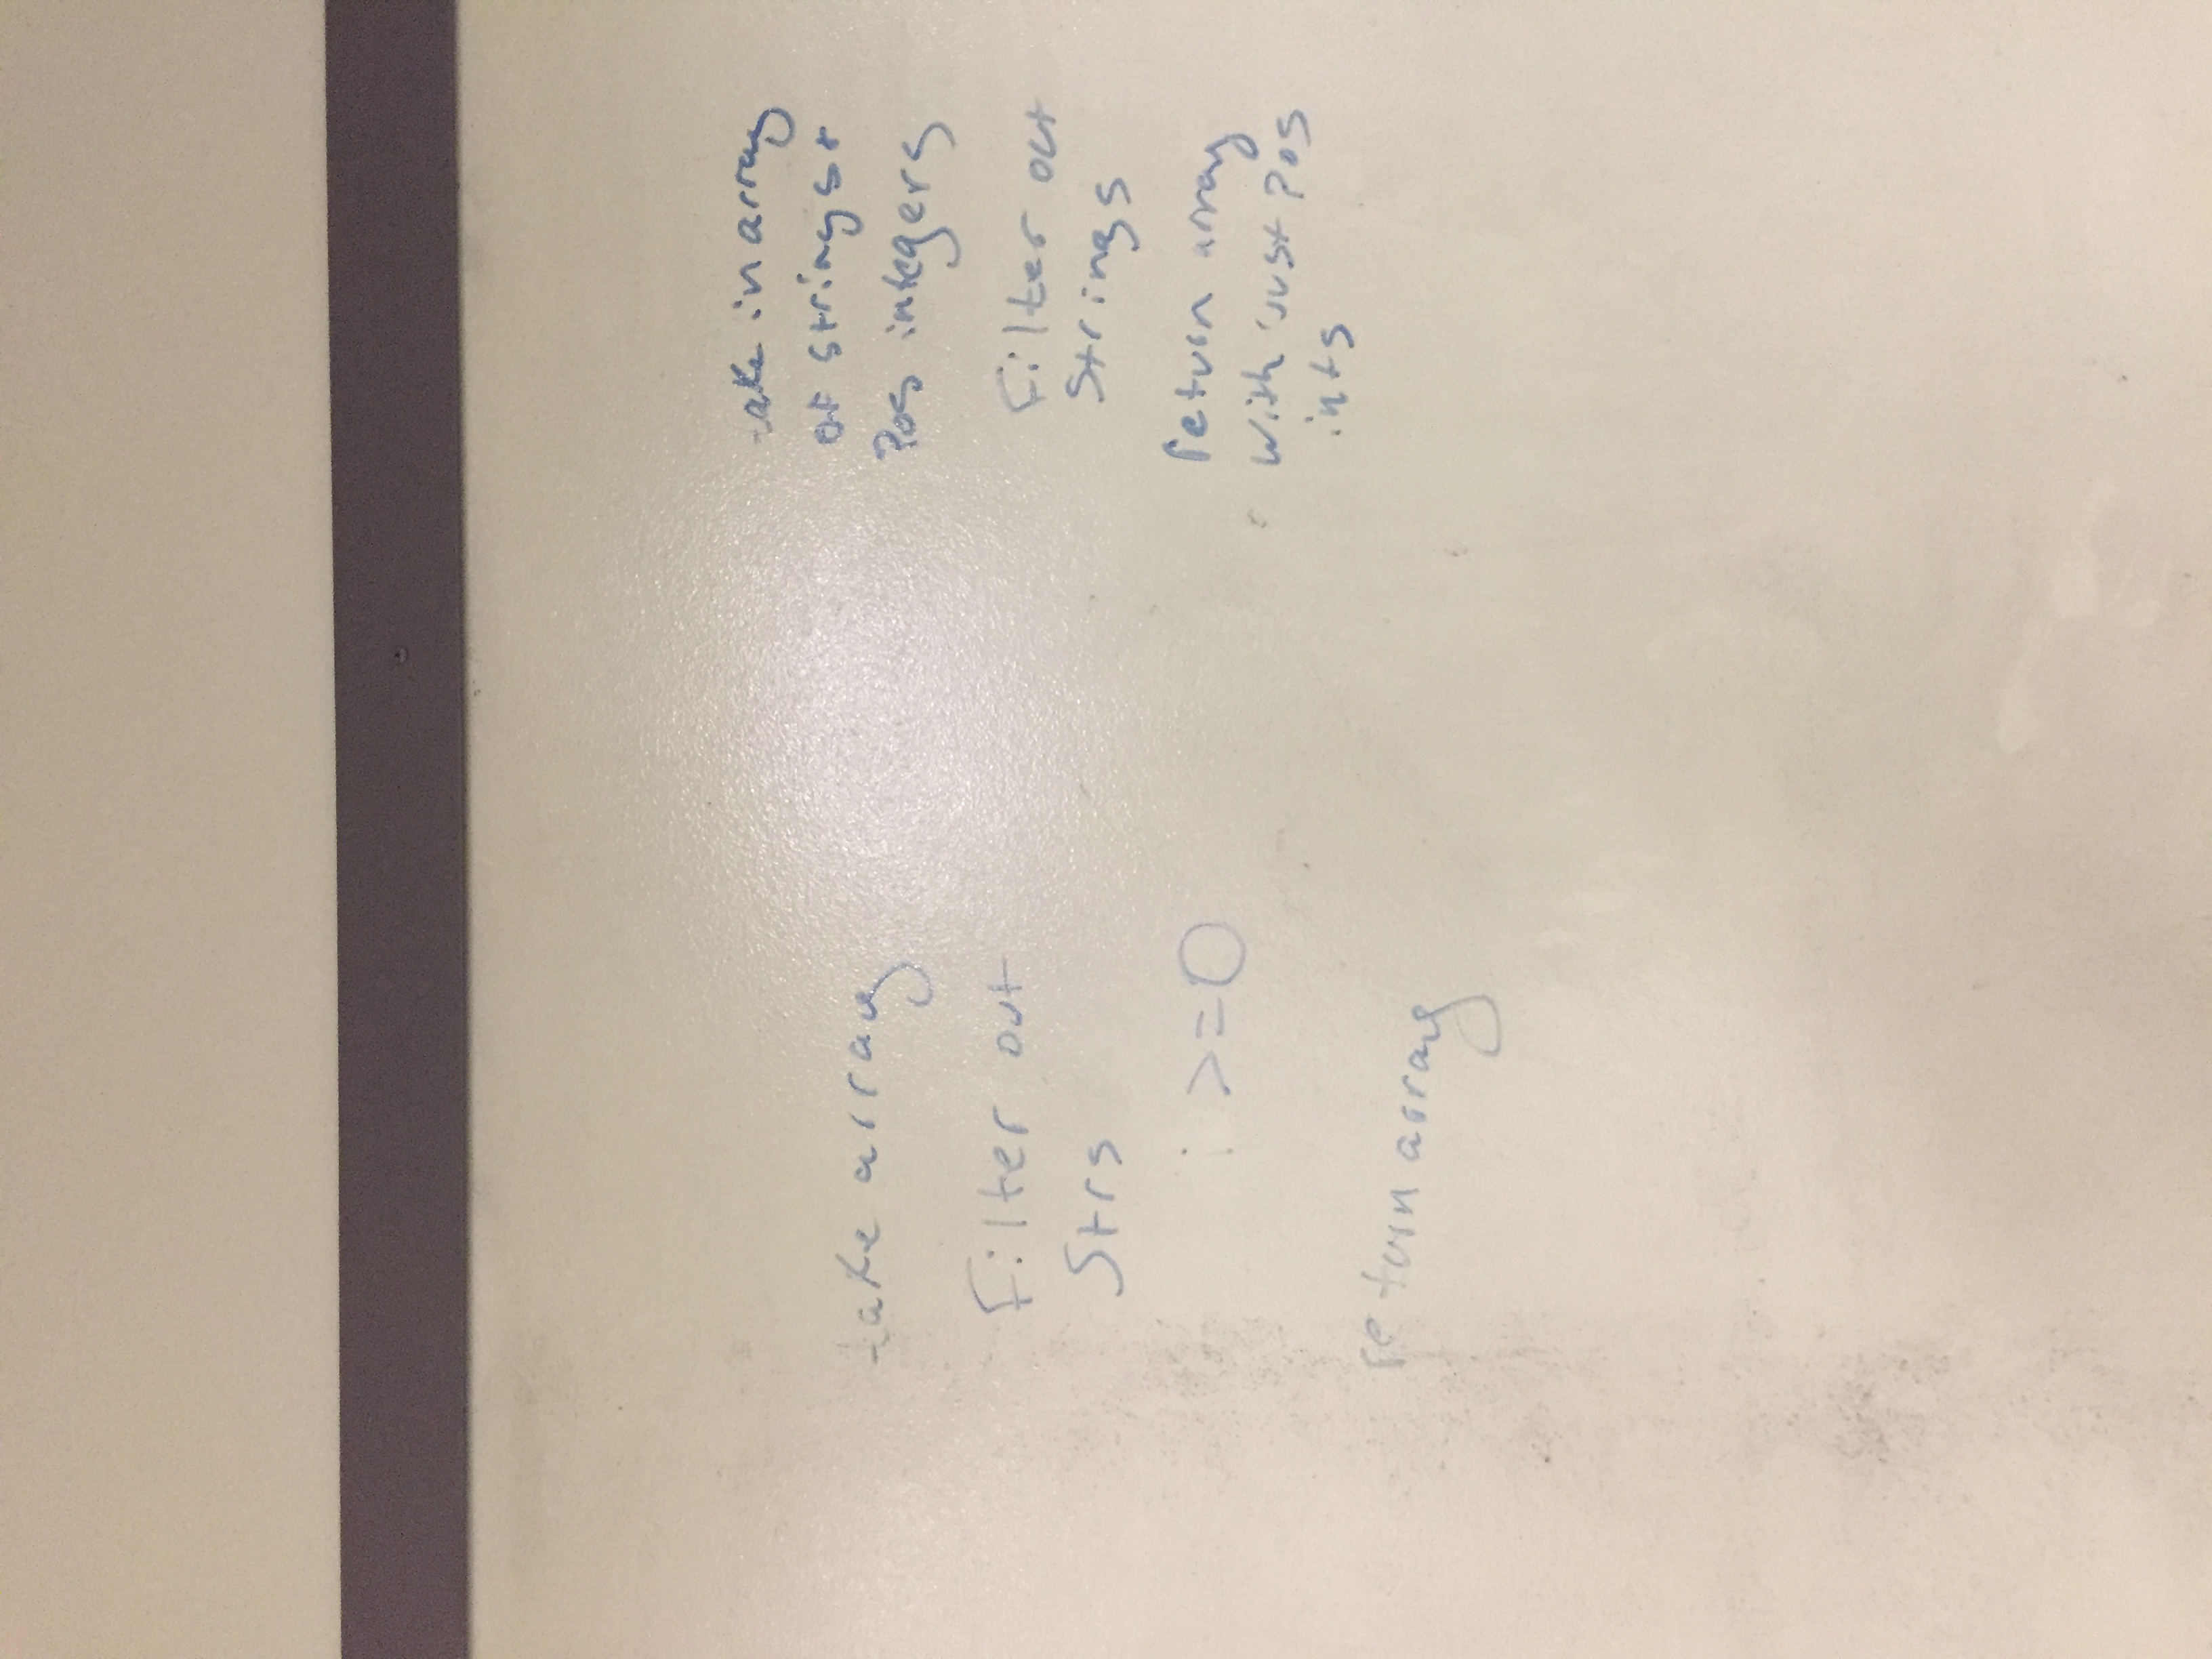 take array
Filter out
Strs
i >=0
return array
take in array
of strings +
Pos integers
Filter out
Strings
return array
with just Pos
ints